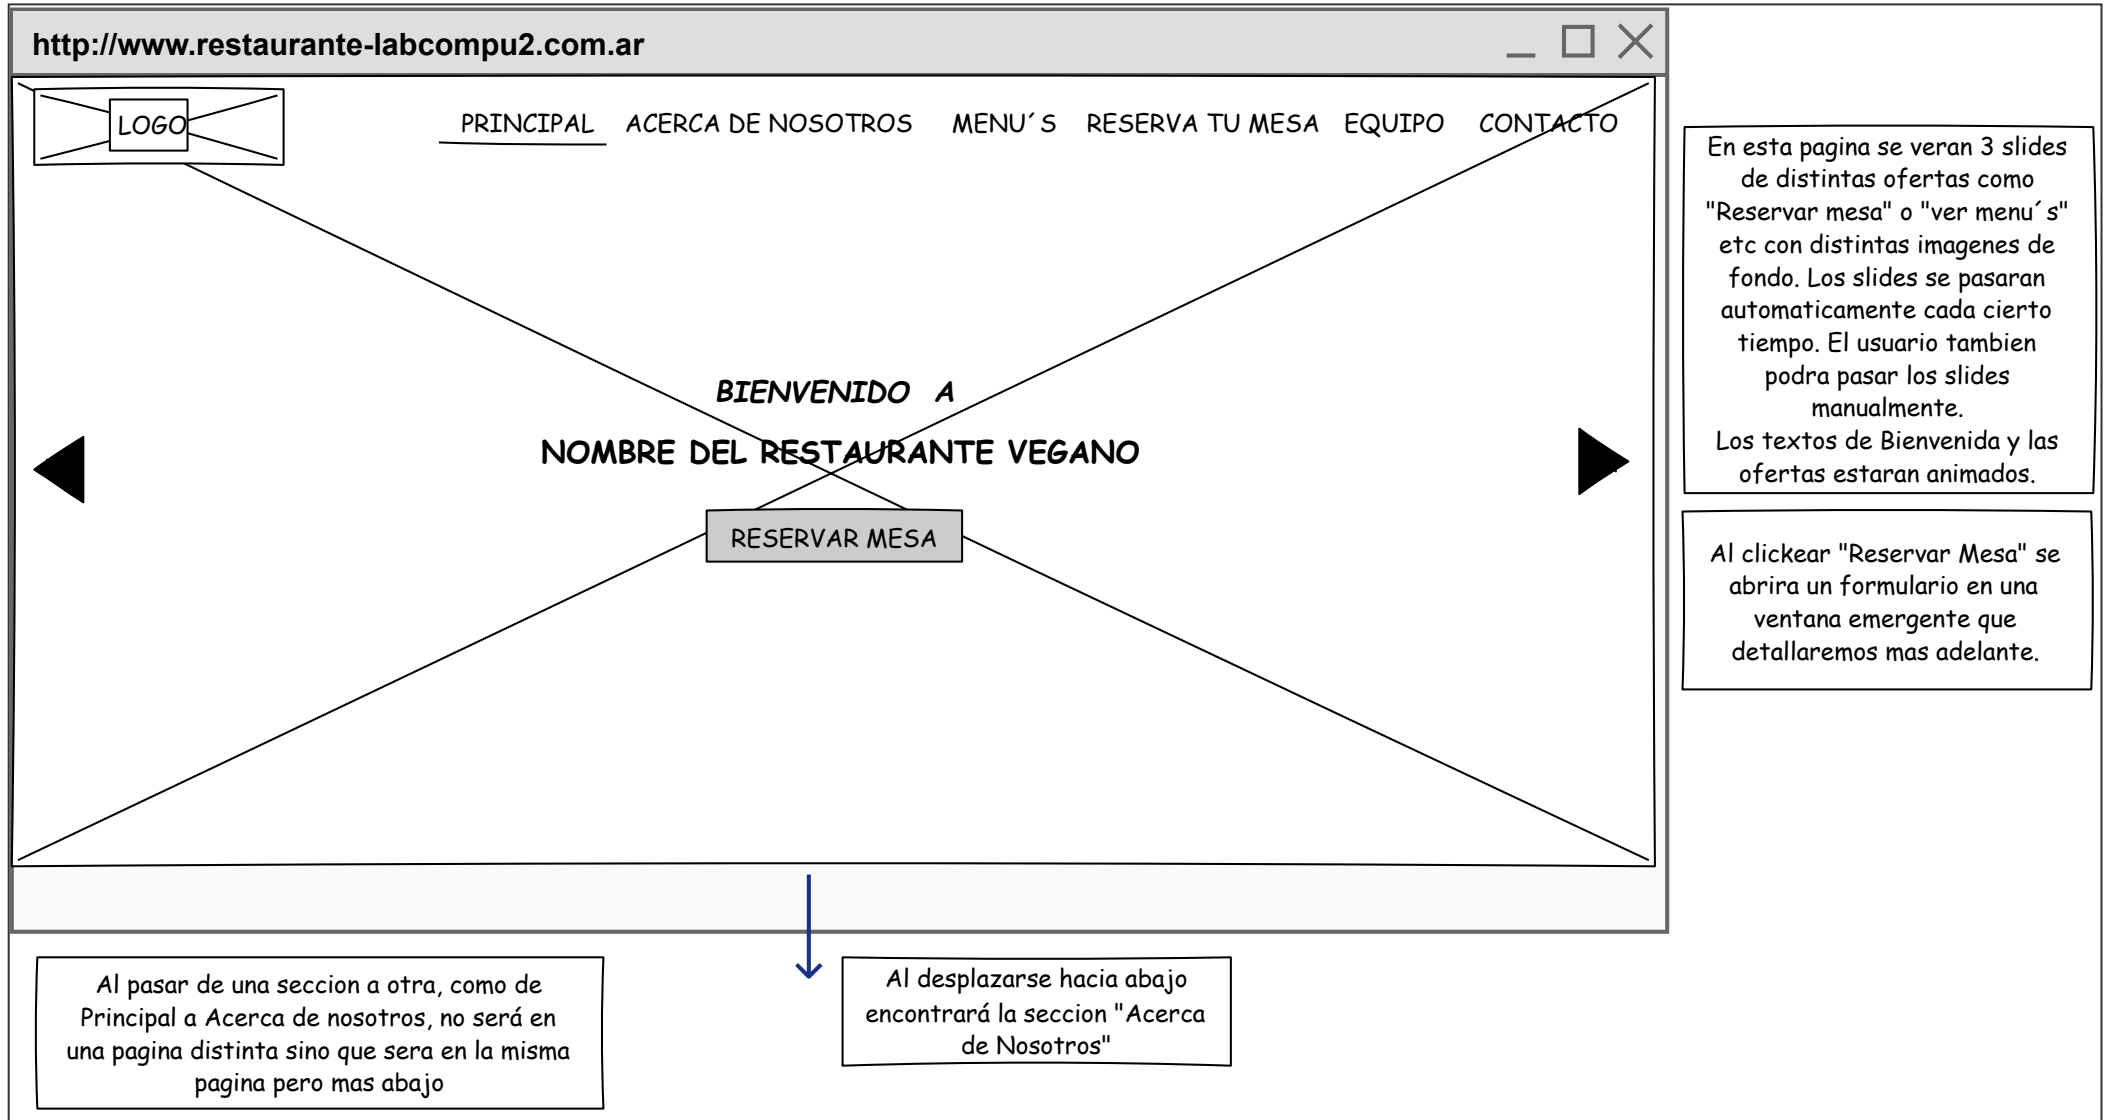 http://www.restaurante-labcompu2.com.ar
LOGO
PRINCIPAL ACERCA DE NOSOTROS MENU´S RESERVA TU MESA EQUIPO CONTACTO
BIENVENIDO A
NOMBRE DEL RESTAURANTE VEGANO
RESERVAR MESA
En esta pagina se veran 3 slides
de distintas ofertas como
"Reservar mesa" o "ver menu´s"
etc con distintas imagenes de
fondo. Los slides se pasaran
automaticamente cada cierto
tiempo. El usuario tambien
podra pasar los slides
manualmente.
Los textos de Bienvenida y las
ofertas estaran animados.
Al clickear "Reservar Mesa" se
abrira un formulario en una
ventana emergente que
detallaremos mas adelante.
Al pasar de una seccion a otra, como de
Principal a Acerca de nosotros, no será en
una pagina distinta sino que sera en la misma
pagina pero mas abajo
Al desplazarse hacia abajo
encontrará la seccion "Acerca
de Nosotros"